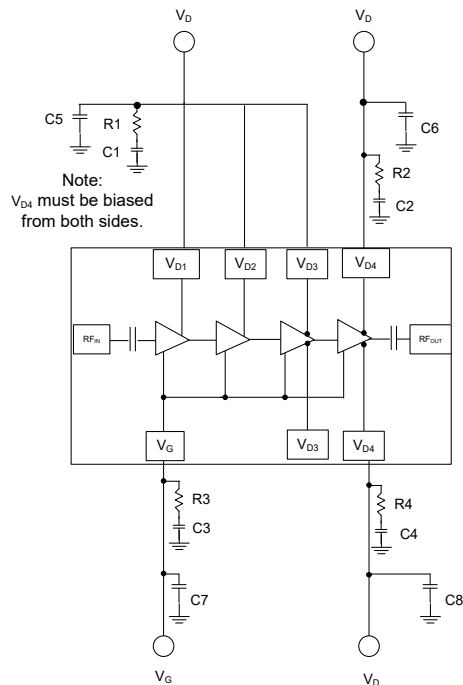 VD VD
C5 R1 C6
C1 R2
Note:
VD4 must be biased
from both sides.
C2
VD1 VD2 VD3 VD4
RFIN RFOUT
VG VD3 VD4
R3 R4
C3 C4
C7 C8
VG VD